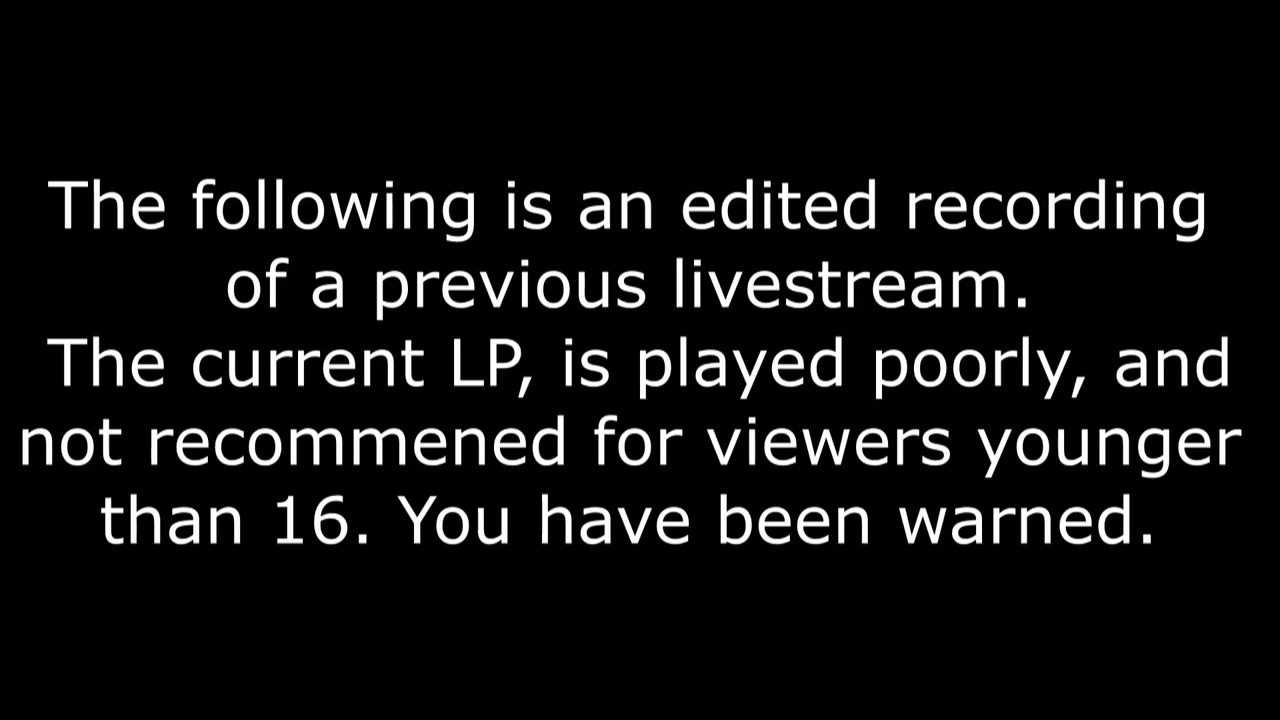 The following is an edited recording
of a previous livestream.
The current LP, is played poorly, and
not recommened for viewers younger
than 16. You have been warned.